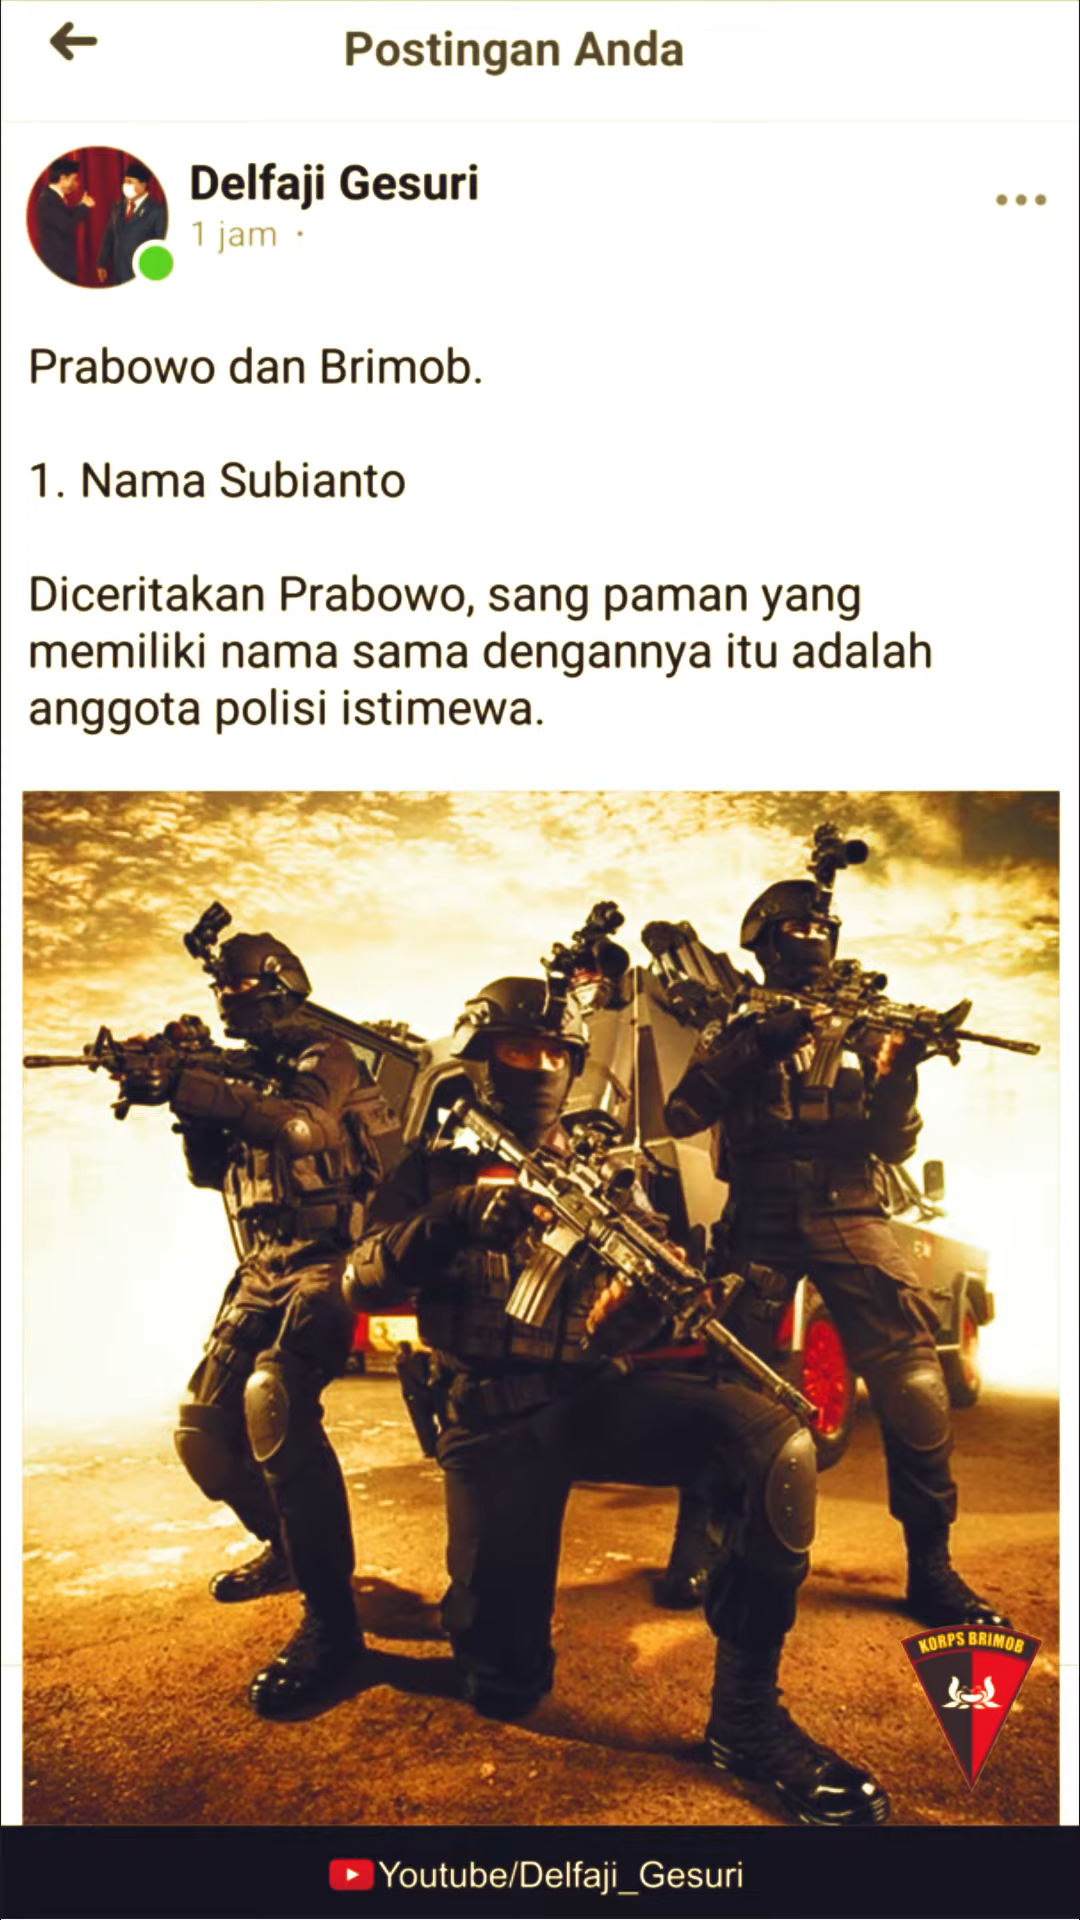 Postingan Anda
Delfaji Gesuri
1 jam ·
Prabowo dan Brimob.
1. Nama Subianto
Diceritakan Prabowo, sang paman yang
memiliki nama sama dengannya itu adalah
anggota polisi istimewa.
KORPS BRIMOB
Youtube/Delfaji_Gesuri